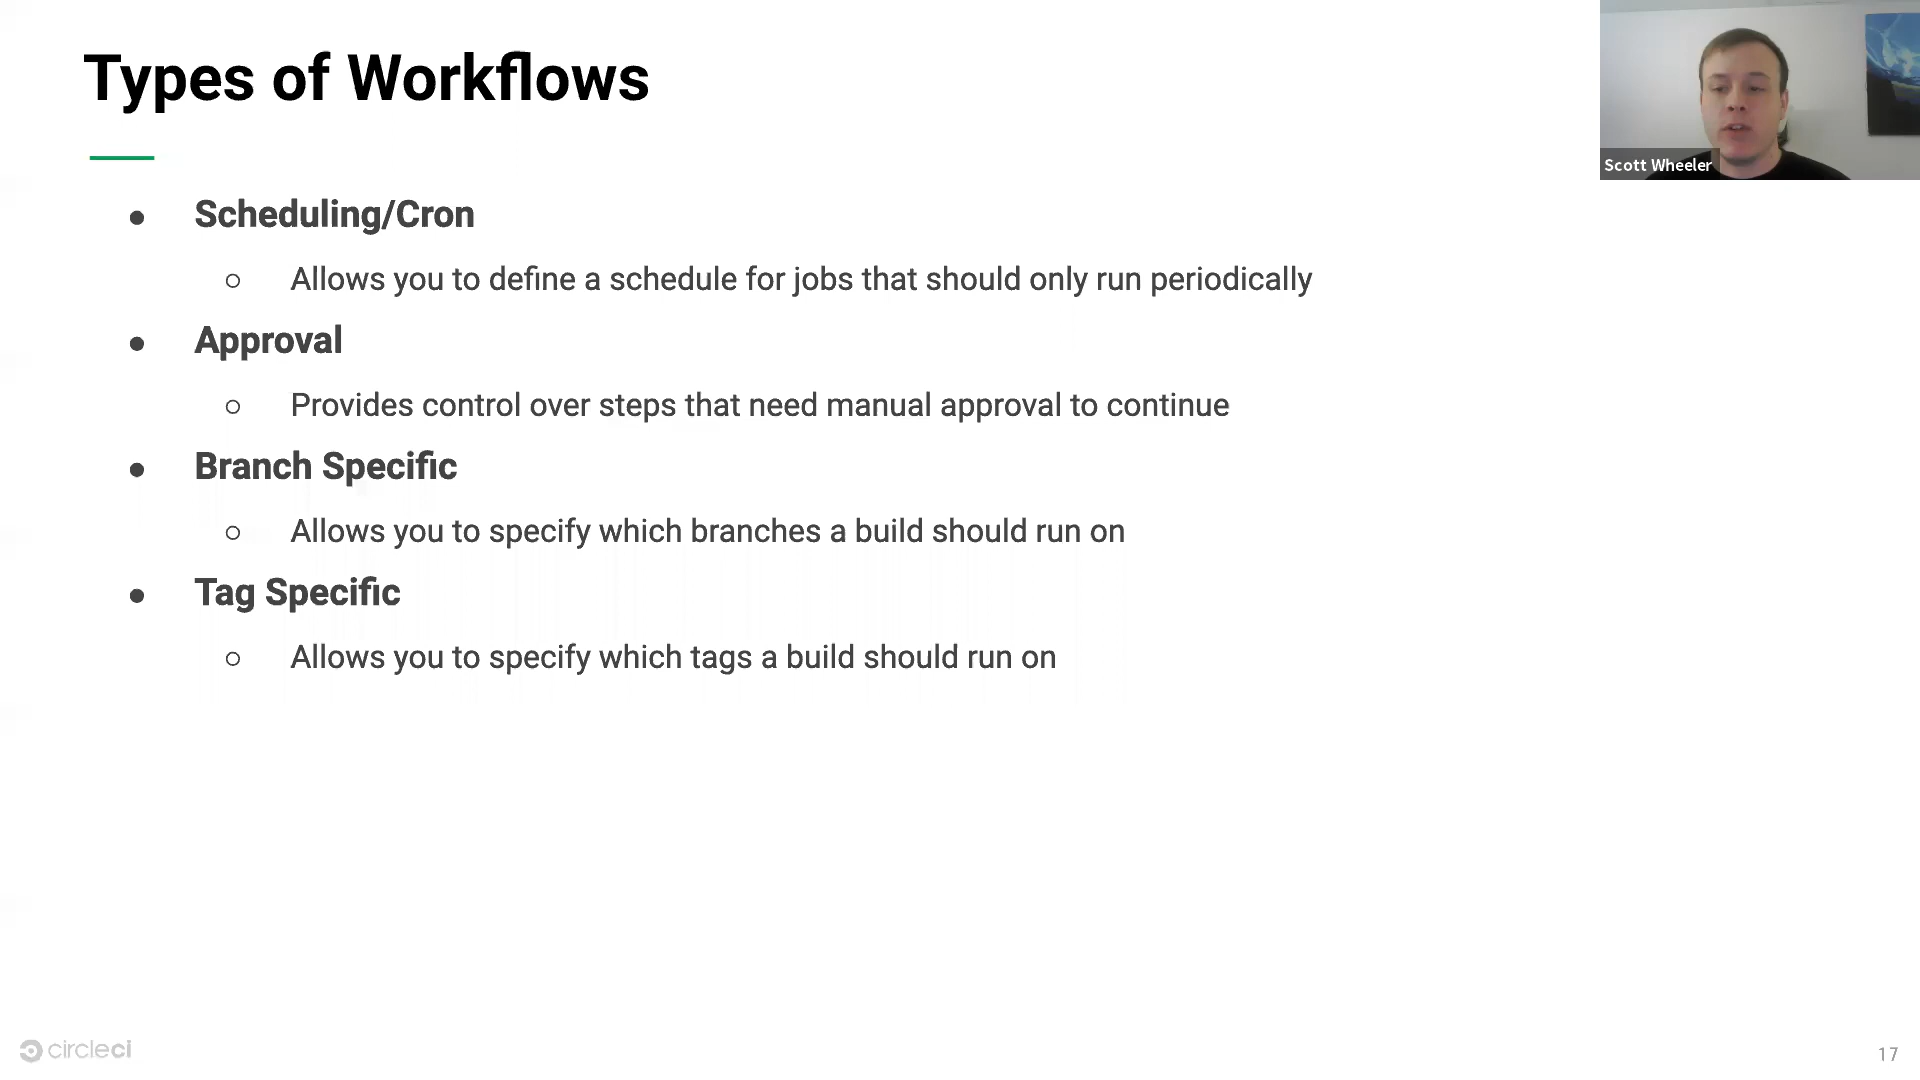 Types of Workflows
Scott Wheeler
● Scheduling/Cron
○ Allows you to define a schedule for jobs that should only run periodically
● Approval
○ Provides control over steps that need manual approval to continue
● Branch Specific
○ Allows you to specify which branches a build should run on
● Tag Specific
○ Allows you to specify which tags a build should run on
circleci
17